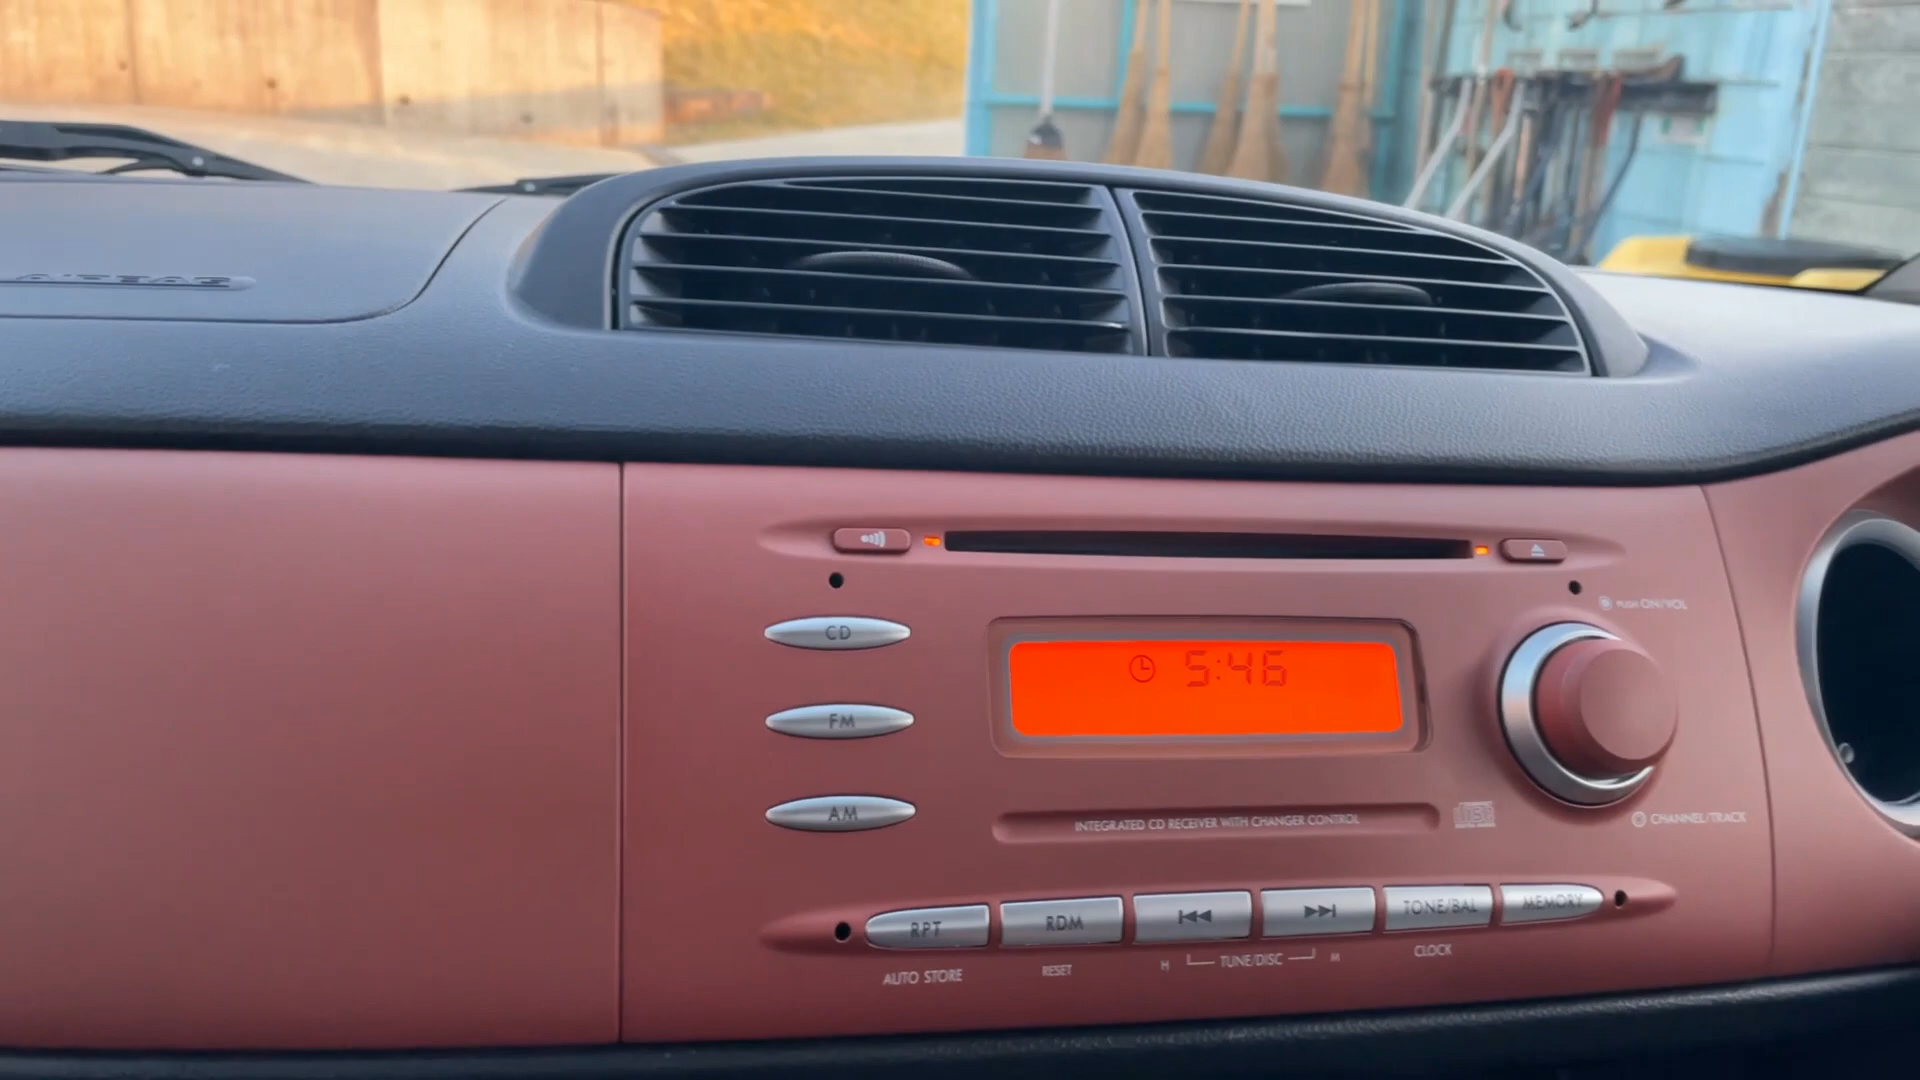 AIRBAG
PUSH ON/VOL
CD
5:46
FM
AM
INTEGRATED CD RECEIVER WITH CHANGER CONTROL
CHANNEL/TRACK
RPT
RDM
TONE/BAL
MEMORY
AUTO STORE
RESET
H
TUNE/DISC
M
CLOCK